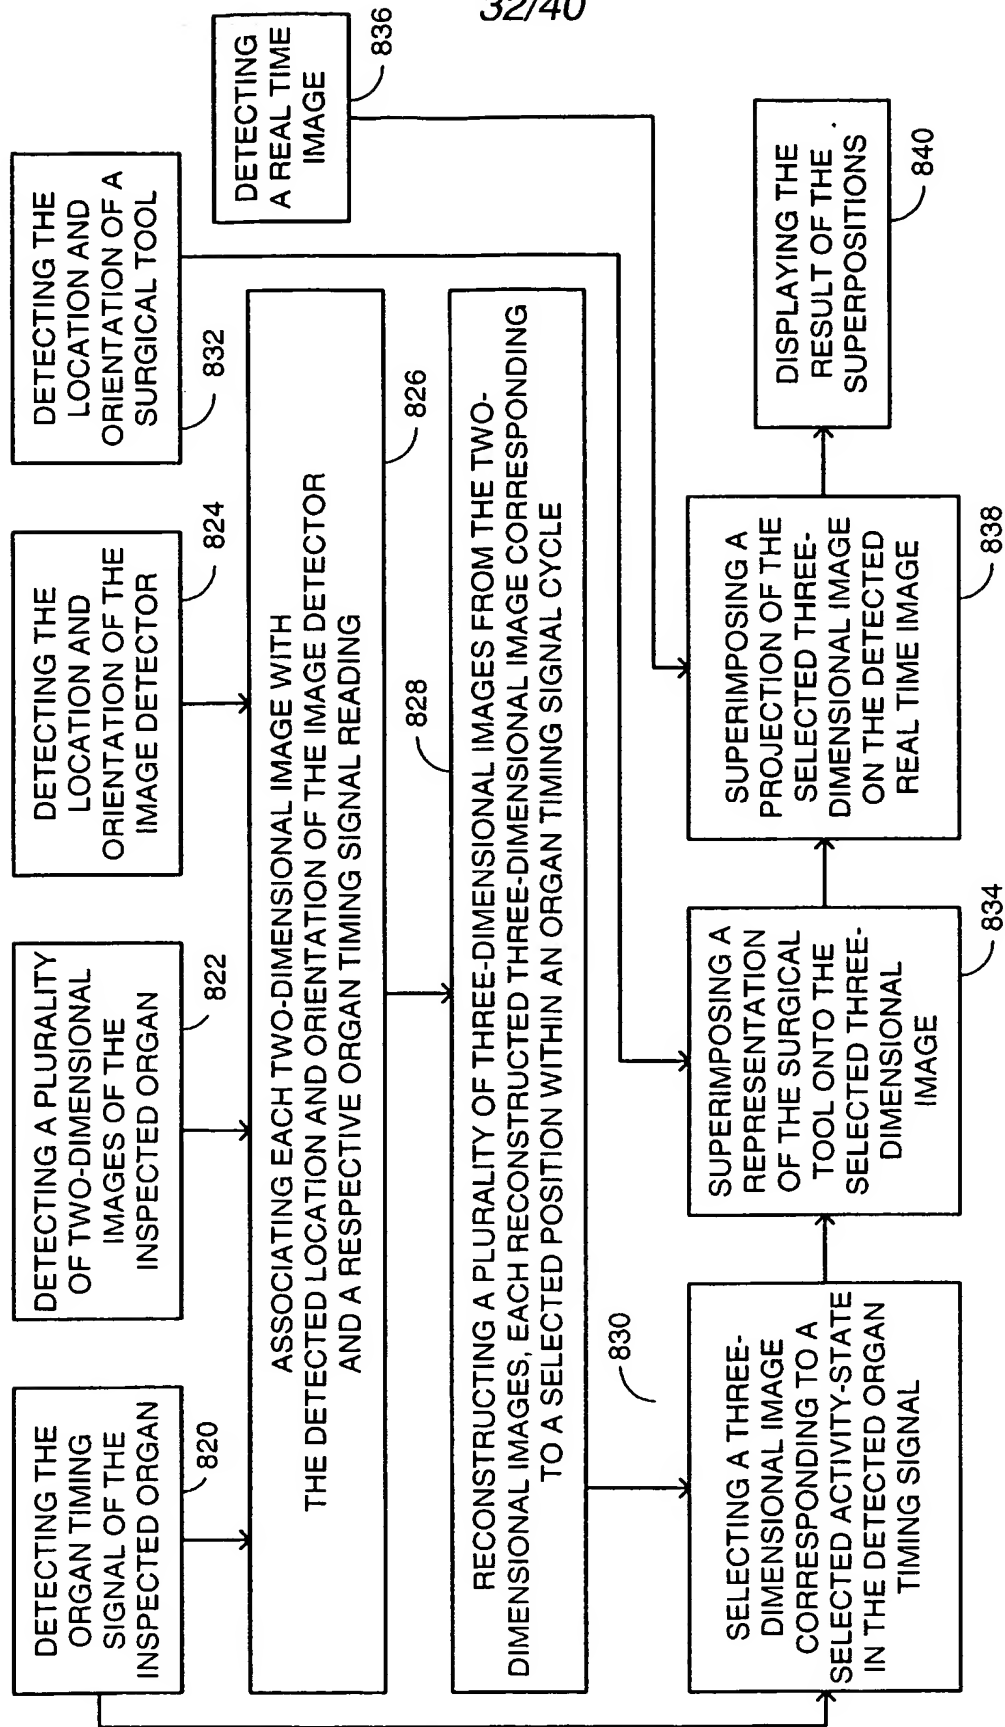 32/40
DETECTING THE
ORGAN TIMING
SIGNAL OF THE
INSPECTED ORGAN
820
DETECTING A PLURALITY
OF TWO-DIMENSIONAL
IMAGES OF THE
INSPECTED ORGAN
822
DETECTING THE
LOCATION AND
ORIENTATION OF THE
IMAGE DETECTOR
824
DETECTING THE
LOCATION AND
ORIENTATION OF A
SURGICAL TOOL
832
DETECTING
A REAL TIME
IMAGE
836
ASSOCIATING EACH TWO-DIMENSIONAL IMAGE WITH
THE DETECTED LOCATION AND ORIENTATION OF THE IMAGE DETECTOR
AND A RESPECTIVE ORGAN TIMING SIGNAL READING
826
RECONSTRUCTING A PLURALITY OF THREE-DIMENSIONAL IMAGES FROM THE TWO-
DIMENSIONAL IMAGES, EACH RECONSTRUCTED THREE-DIMENSIONAL IMAGE CORRESPONDING
TO A SELECTED POSITION WITHIN AN ORGAN TIMING SIGNAL CYCLE
828
SELECTING A THREE-
DIMENSIONAL IMAGE
CORRESPONDING TO A
SELECTED ACTIVITY-STATE
IN THE DETECTED ORGAN
TIMING SIGNAL
830
SUPERIMPOSING A
REPRESENTATION
OF THE SURGICAL
TOOL ONTO THE
SELECTED THREE-
DIMENSIONAL
IMAGE
834
SUPERIMPOSING A
PROJECTION OF THE
SELECTED THREE-
DIMENSIONAL IMAGE
ON THE DETECTED
REAL TIME IMAGE
838
DISPLAYING THE
RESULT OF THE
SUPERPOSITIONS
840